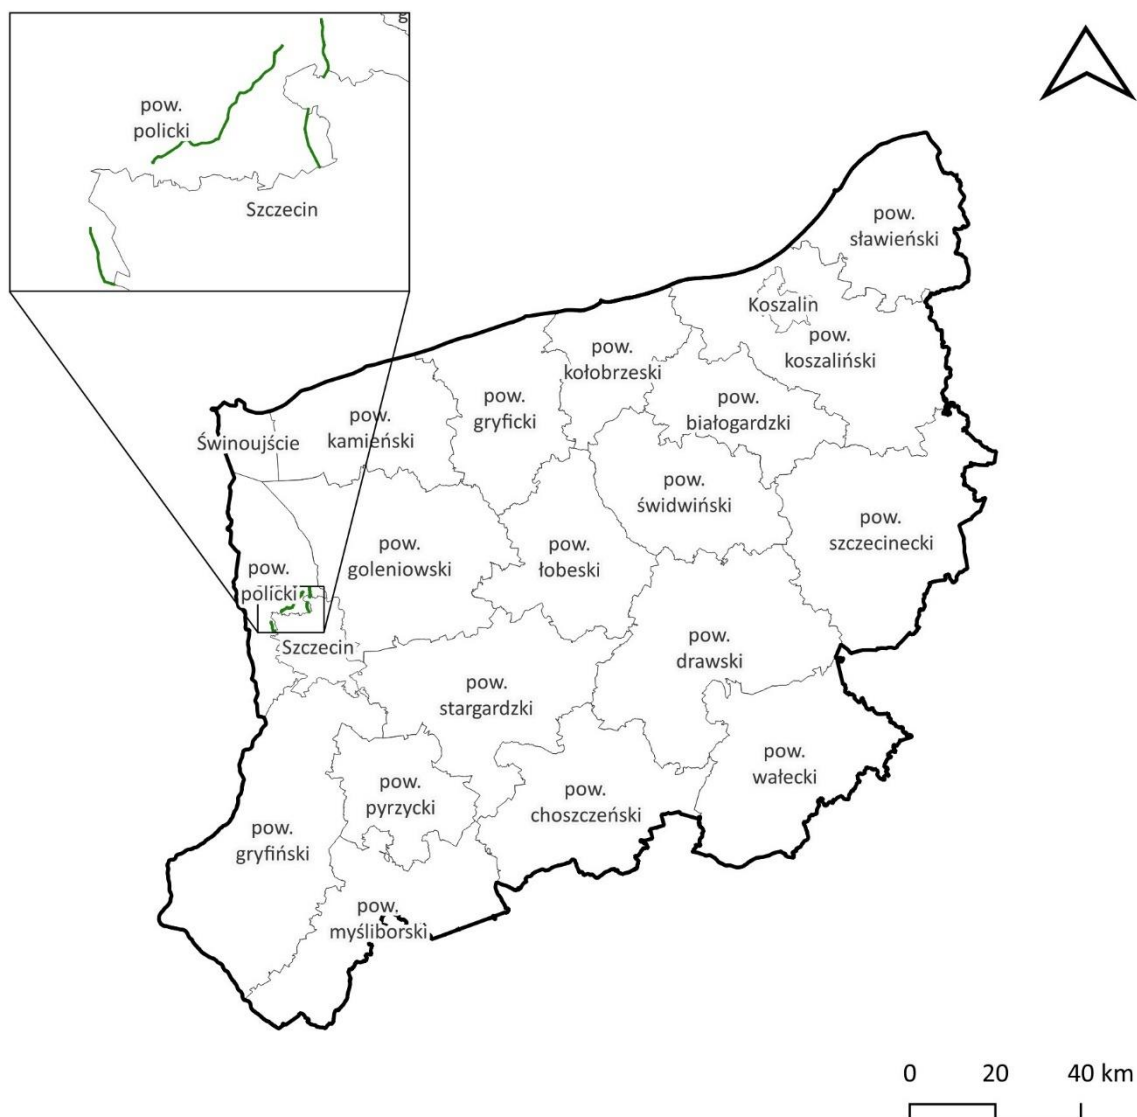 g
pow.
policki
Szczecin
pow.
sławieński
Koszalin
pow.
koszaliński
pow.
kołobrzeski
pow.
białogardzki
pow.
gryficki
pow.
kamieński
Świnoujście
pow.
świdwiński
pow.
szczecinecki
pow.
goleniowski
pow.
łobeski
pow.
policki
Szczecin
pow.
drawski
pow.
stargardzki
pow.
wałecki
pow.
pyrzycki
pow.
choszczeński
pow.
gryfiński
pow.
myśliborski
0 20 40 km